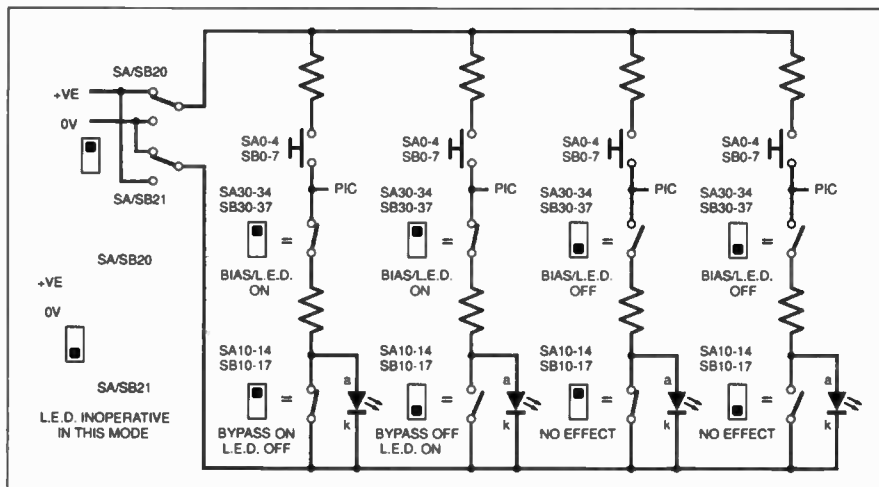 SA/SB20
+VE
0V
SA/SB21
SA/SB20
+VE
0V
SA/SB21
L.E.D. INOPERATIVE
IN THIS MODE
SA0-4
SB0-7
PIC
SA30-34
SB30-37
=
BIAS/L.E.D.
ON
SA10-14
SB10-17
=
a
k
BYPASS ON
L.E.D. OFF
SA0-4
SB0-7
PIC
SA30-34
SB30-37
=
BIAS/L.E.D.
ON
SA10-14
SB10-17
=
a
k
BYPASS OFF
L.E.D. ON
SA0-4
SB0-7
PIC
SA30-34
SB30-37
=
BIAS/L.E.D.
OFF
SA10-14
SB10-17
=
a
k
NO EFFECT
SA0-4
SB0-7
PIC
SA30-34
SB30-37
=
BIAS/L.E.D.
OFF
SA10-14
SB10-17
=
a
k
NO EFFECT